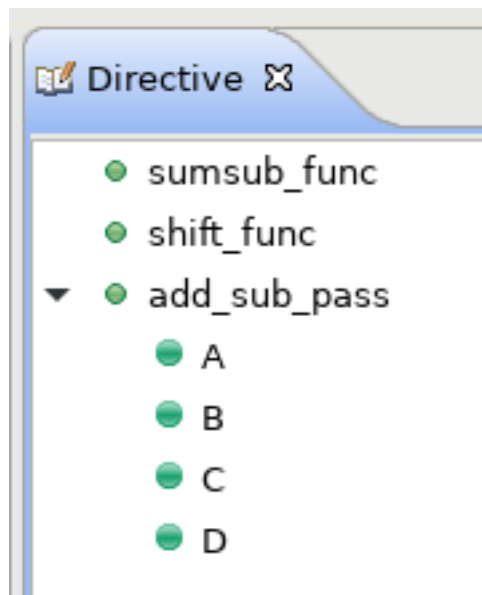 Directive
sumsub_func
shift_func
add_sub_pass
A
B
C
D